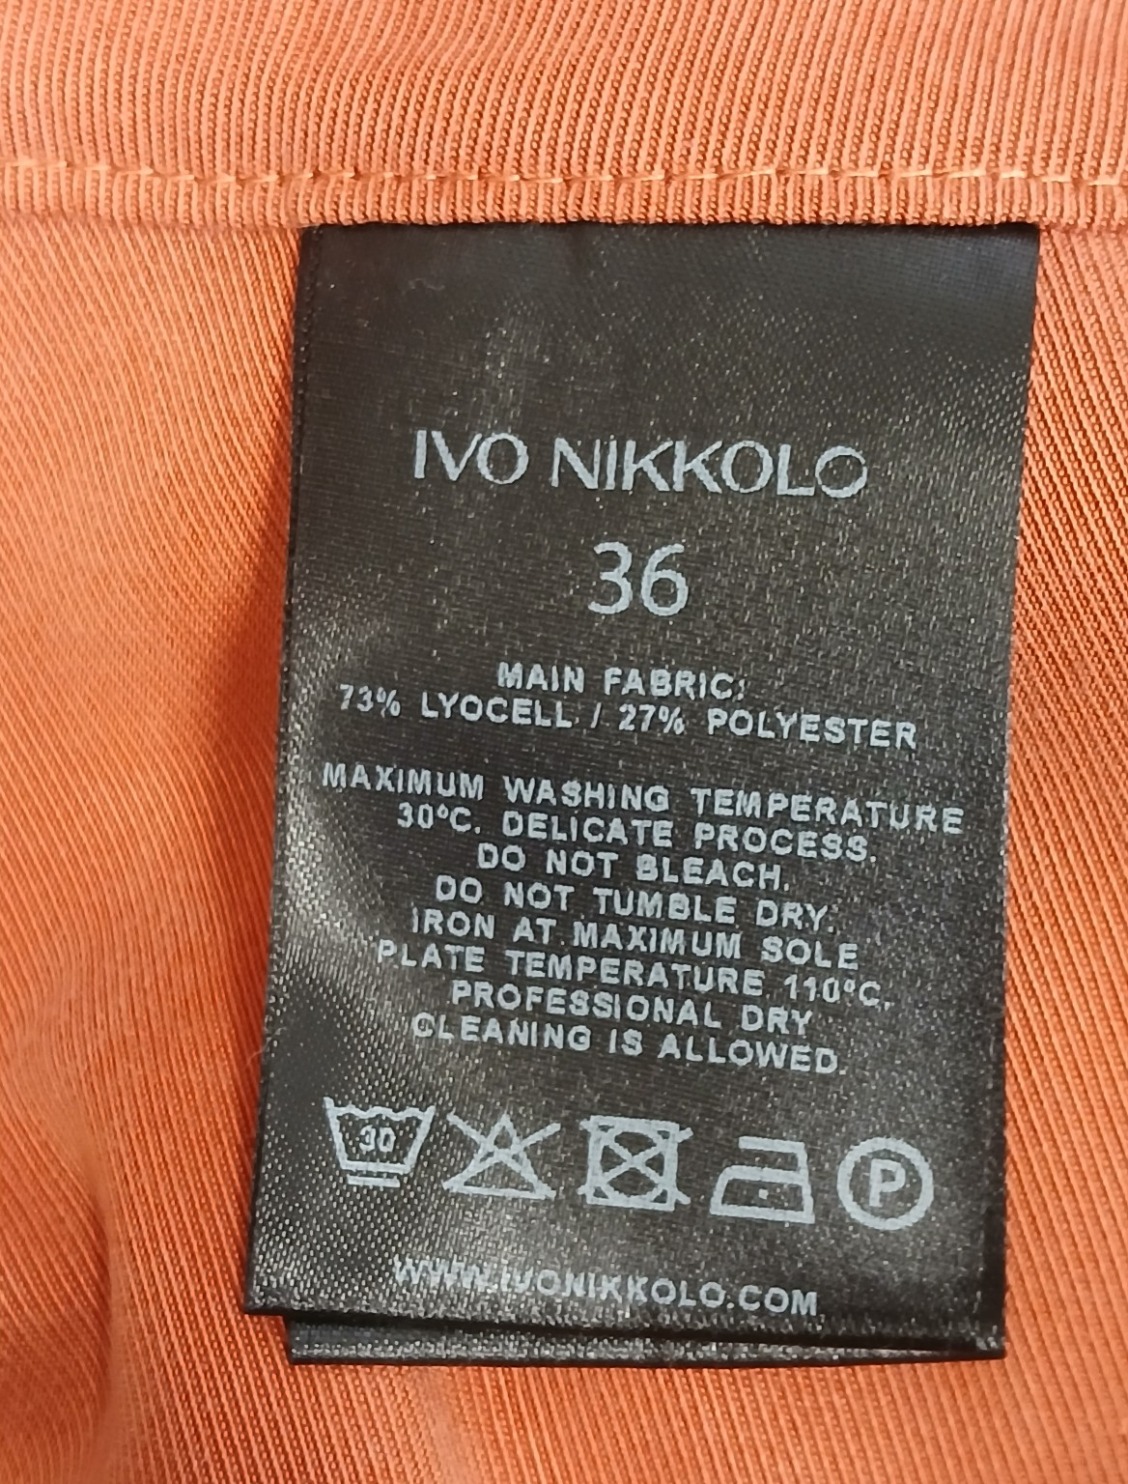 IVO NIKKOLO
36
MAIN FABRIC:
73% LYOCELL / 27% POLYESTER
MAXIMUM WASHING TEMPERATURE
30°C. DELICATE PROCESS.
DO NOT BLEACH.
DO NOT TUMBLE DRY.
IRON AT MAXIMUM SOLE
PLATE TEMPERATURE 110°C.
PROFESSIONAL DRY
CLEANING IS ALLOWED.
30 P
WWW.IVONIKKOLO.COM